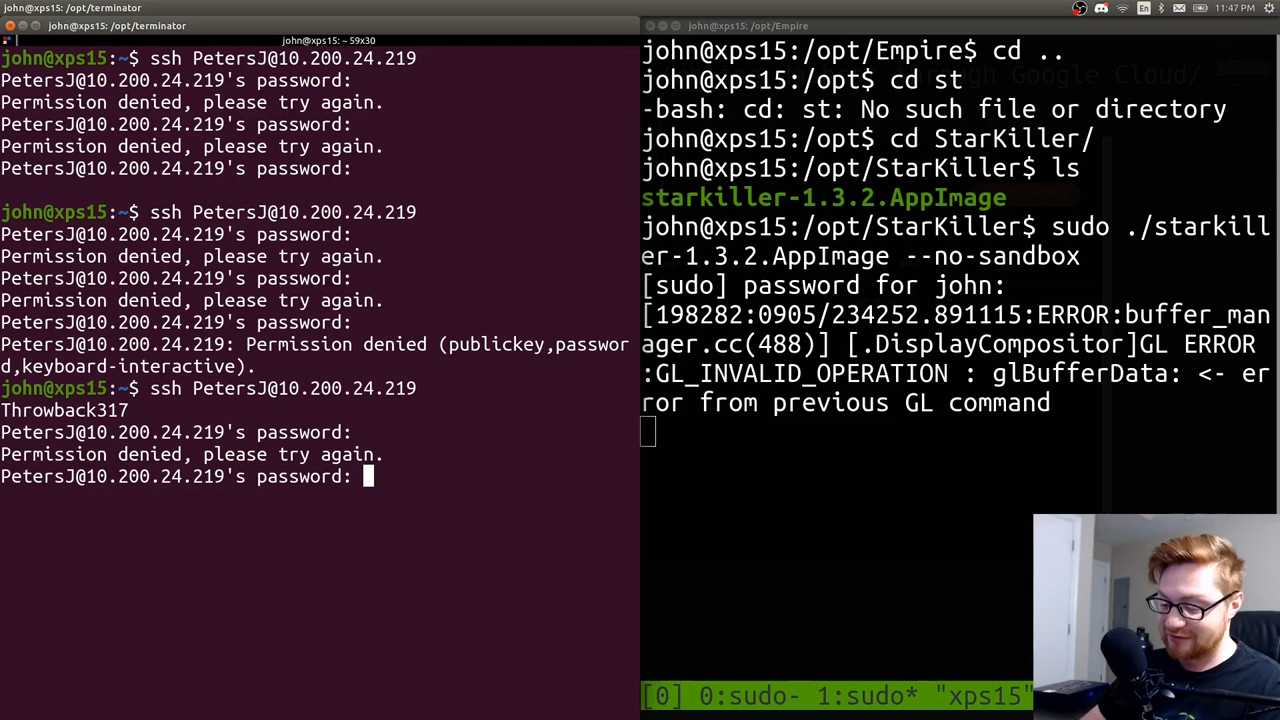 john@xps15: /opt/terminator
En
11:47 PM
john@xps15: /opt/terminator
john@xps15: ~ 59x30
john@xps15:~$ ssh PetersJ@10.200.24.219
PetersJ@10.200.24.219's password:
Permission denied, please try again.
PetersJ@10.200.24.219's password:
Permission denied, please try again.
PetersJ@10.200.24.219's password:
john@xps15:~$ ssh PetersJ@10.200.24.219
PetersJ@10.200.24.219's password:
Permission denied, please try again.
PetersJ@10.200.24.219's password:
Permission denied, please try again.
PetersJ@10.200.24.219's password:
PetersJ@10.200.24.219: Permission denied (publickey,passwor
d,keyboard-interactive).
john@xps15:~$ ssh PetersJ@10.200.24.219
Throwback317
PetersJ@10.200.24.219's password:
Permission denied, please try again.
PetersJ@10.200.24.219's password:
john@xps15: /opt/Empire
john@xps15:/opt/Empire$ cd ..
john@xps15:/opt$ cd st
-bash: cd: st: No such file or directory
john@xps15:/opt$ cd StarKiller/
john@xps15:/opt/StarKiller$ ls
starkiller-1.3.2.AppImage
john@xps15:/opt/StarKiller$ sudo ./starkill
er-1.3.2.AppImage --no-sandbox
[sudo] password for john:
[198282:0905/234252.891115:ERROR:buffer_man
ager.cc(488)] [.DisplayCompositor]GL ERROR
:GL_INVALID_OPERATION : glBufferData: <- er
ror from previous GL command
[0] 0:sudo- 1:sudo* "xps15"